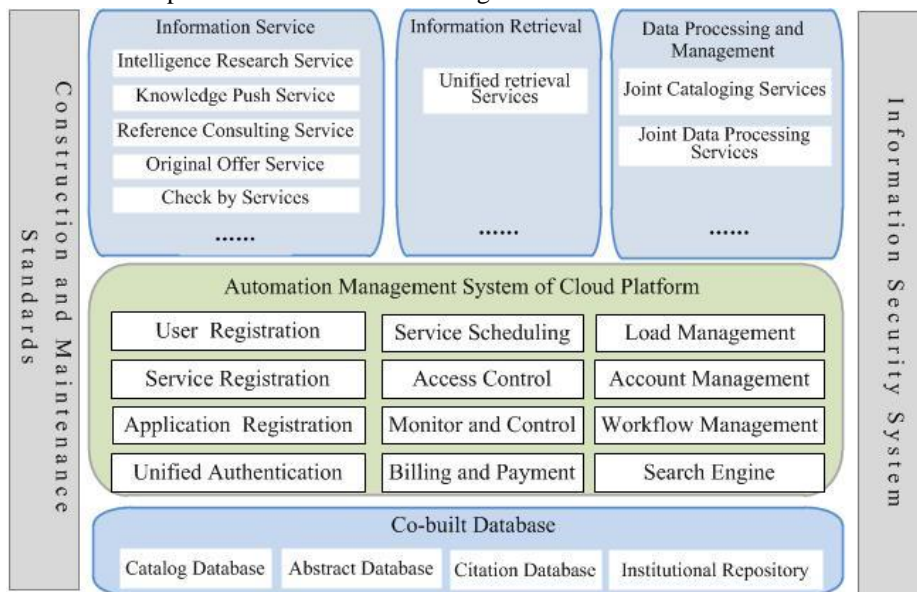 Information Service
Intelligence Research Service
Knowledge Push Service
Reference Consulting Service
Original Offer Service
Check by Services
......
Information Retrieval
Unified retrieval
Services
......
Data Processing and
Management
Joint Cataloging Services
Joint Data Processing
Services
......
Construction and Maintenance
Standards
Automation Management System of Cloud Platform
User Registration
Service Scheduling
Load Management
Service Registration
Access Control
Account Management
Application Registration
Monitor and Control
Workflow Management
Unified Authentication
Billing and Payment
Search Engine
Co-built Database
Catalog Database
Abstract Database
Citation Database
Institutional Repository
Information Security System